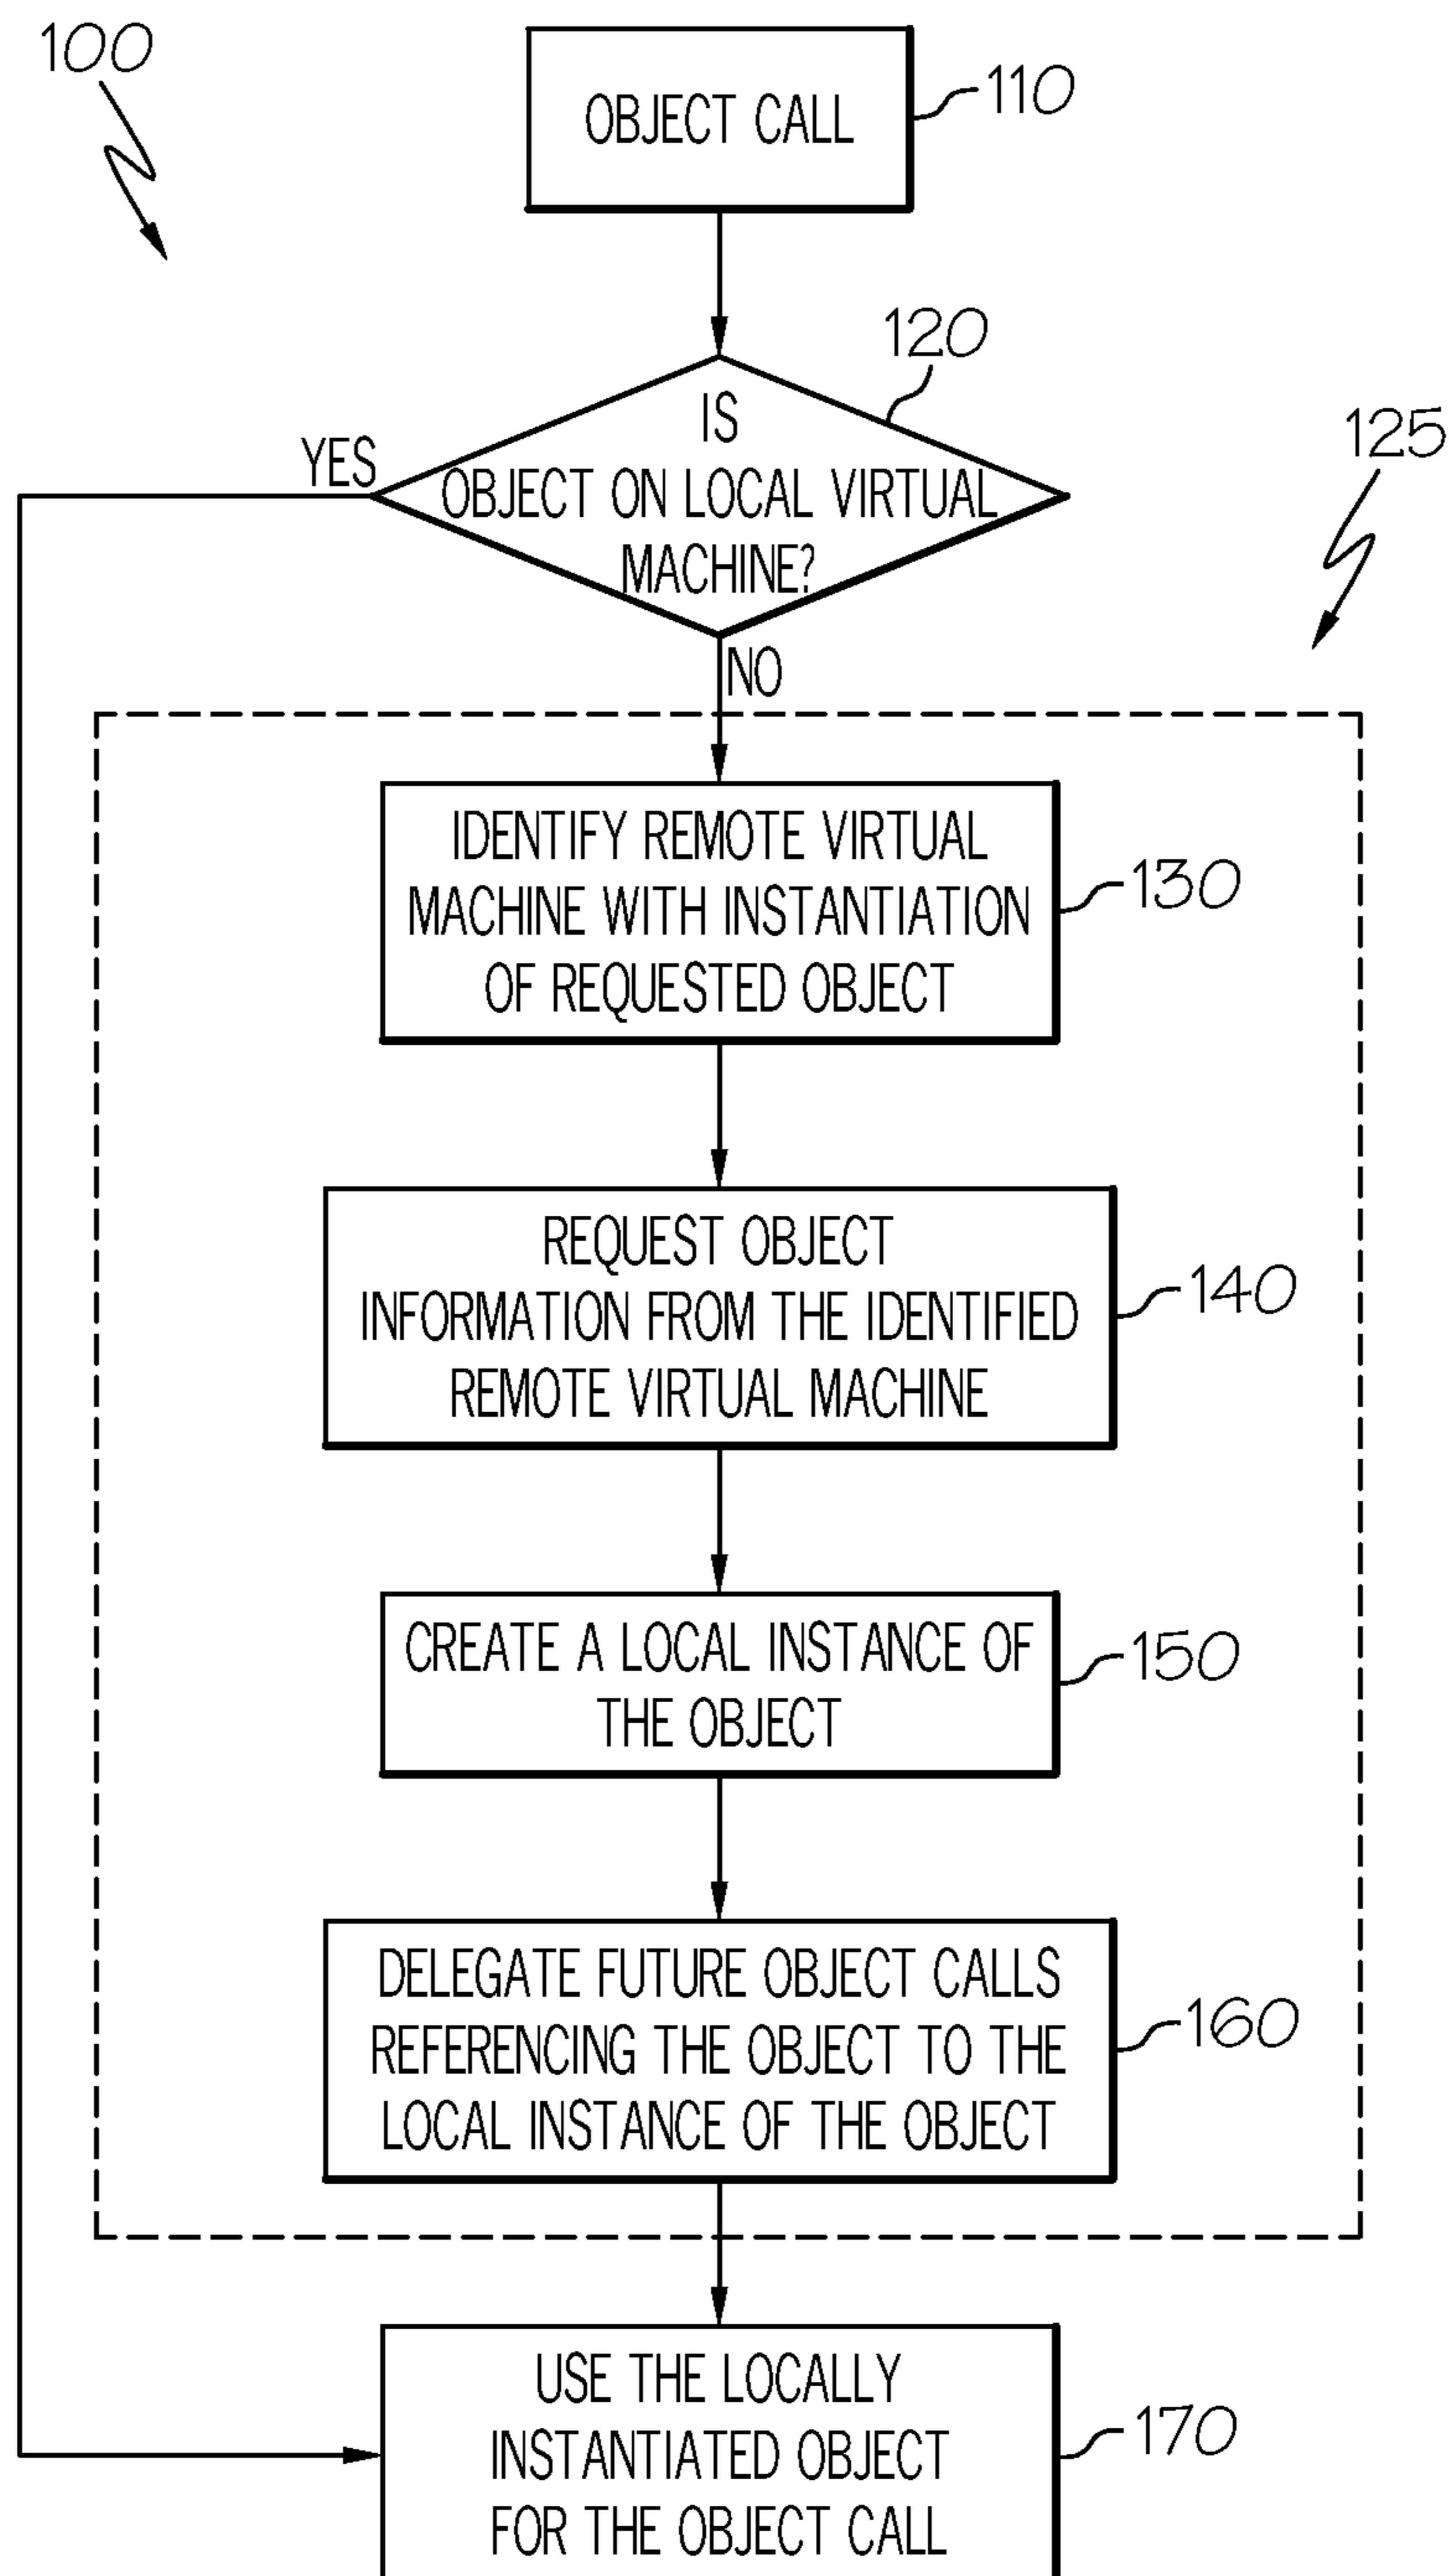 100
OBJECT CALL
110
120
IS
OBJECT ON LOCAL VIRTUAL
MACHINE?
YES
125
NO
IDENTIFY REMOTE VIRTUAL
MACHINE WITH INSTANTIATION
OF REQUESTED OBJECT
130
REQUEST OBJECT
INFORMATION FROM THE IDENTIFIED
REMOTE VIRTUAL MACHINE
140
CREATE A LOCAL INSTANCE OF
THE OBJECT
150
DELEGATE FUTURE OBJECT CALLS
REFERENCING THE OBJECT TO THE
LOCAL INSTANCE OF THE OBJECT
160
USE THE LOCALLY
INSTANTIATED OBJECT
FOR THE OBJECT CALL
170